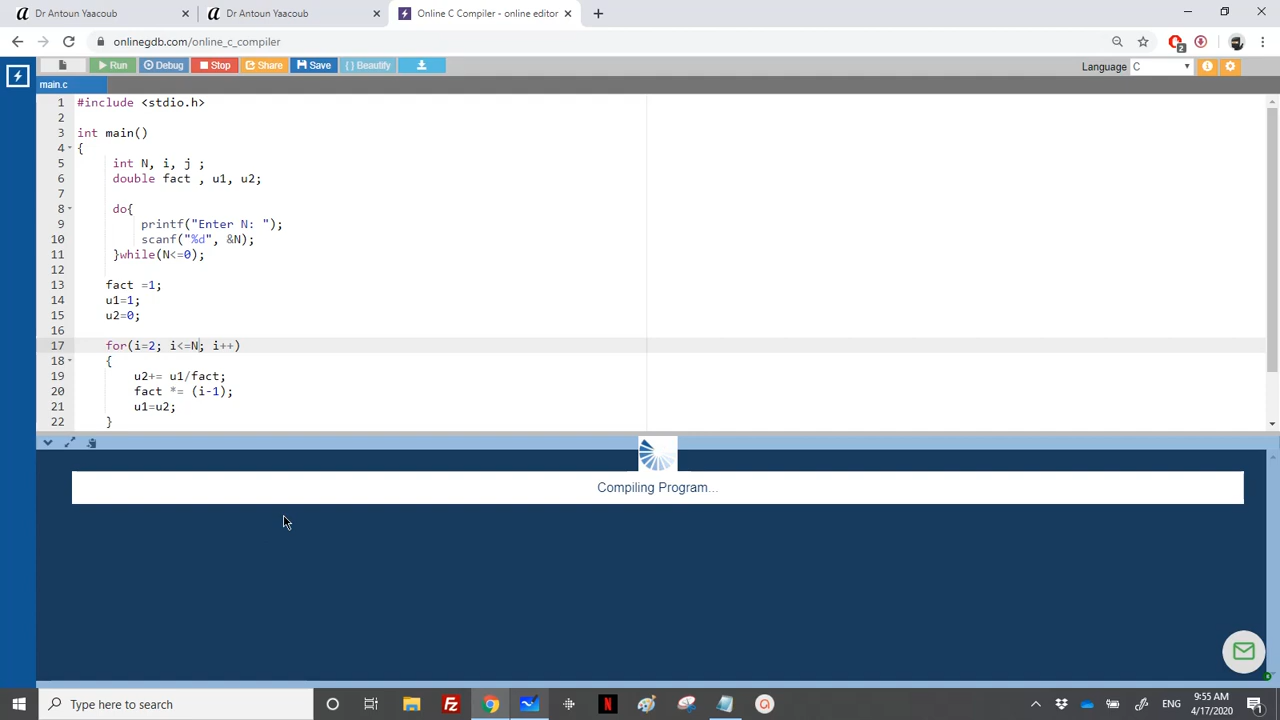 Dr Antoun Yaacoub
Dr Antoun Yaacoub
Online C Compiler - online editor
onlinegdb.com/online_c_compiler
2
Run
Debug
Stop
Share
Save
{ } Beautify
Language
C
main.c
1 #include <stdio.h>
2
3 int main()
4 {
5 int N, i, j ;
6 double fact , u1, u2;
7
8 do{
9 printf("Enter N: ");
10 scanf("%d", &N);
11 }while(N<=0);
12
13 fact =1;
14 u1=1;
15 u2=0;
16
17 for(i=2; i<=N; i++)
18 {
19 u2+= u1/fact;
20 fact *= (i-1);
21 u1=u2;
22 }
Compiling Program...
Type here to search
ENG
9:55 AM
4/17/2020
1